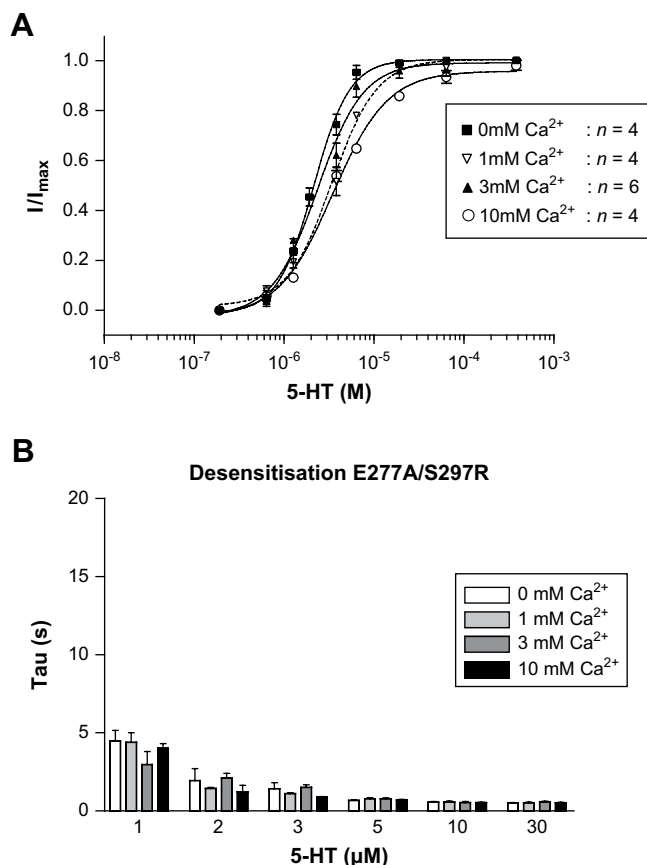 A
I/Imax
1.0
0.8
0.6
0.4
0.2
0.0
■ 0mM Ca²⁺ : n = 4
▽ 1mM Ca²⁺ : n = 4
▲ 3mM Ca²⁺ : n = 6
○ 10mM Ca²⁺ : n = 4
10⁻⁸ 10⁻⁷ 10⁻⁶ 10⁻⁵ 10⁻⁴ 10⁻³
5-HT (M)
B
Desensitisation E277A/S297R
Tau (s)
20
15
10
5
0
0 mM Ca²⁺
1 mM Ca²⁺
3 mM Ca²⁺
10 mM Ca²⁺
1 2 3 5 10 30
5-HT (µM)